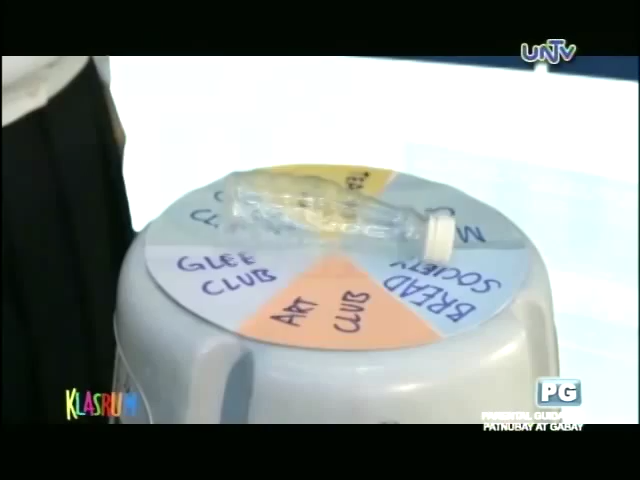 UNTV
GLEE
CLUB
ART
CLUB
BREAD
SOCIETY
KLASRUM
PG
PARENTAL GUIDANCE
PATNUBAY AT GABAY